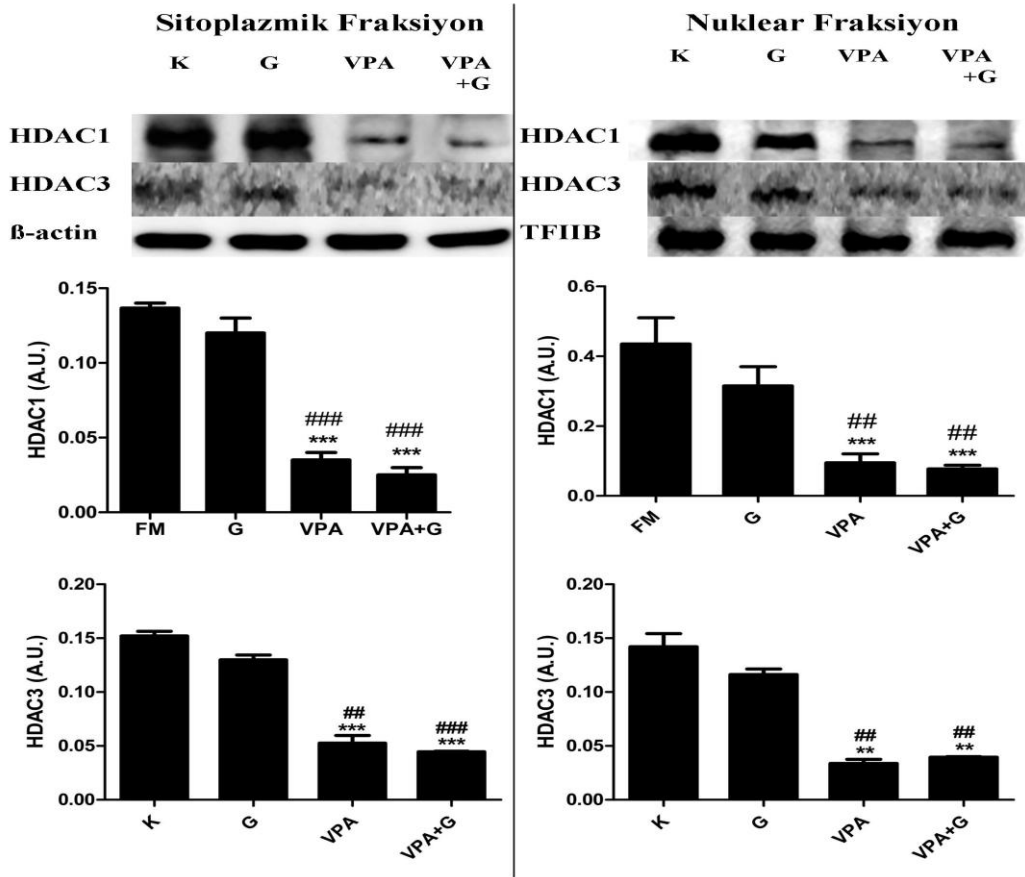 Sitoplazmik Fraksiyon
K G VPA VPA
+G
HDAC1
HDAC3
ß-actin
HDAC1 (A.U.)
0.15
0.10
0.05
0.00
FM G VPA VPA+G
###
***
###
***
HDAC3 (A.U.)
0.20
0.15
0.10
0.05
0.00
K G VPA VPA+G
##
***
###
***
Nuklear Fraksiyon
K G VPA VPA
+G
HDAC1
HDAC3
TFIIB
HDAC1 (A.U.)
0.6
0.4
0.2
0.0
FM G VPA VPA+G
##
***
##
***
HDAC3 (A.U.)
0.20
0.15
0.10
0.05
0.00
K G VPA VPA+G
##
**
##
**